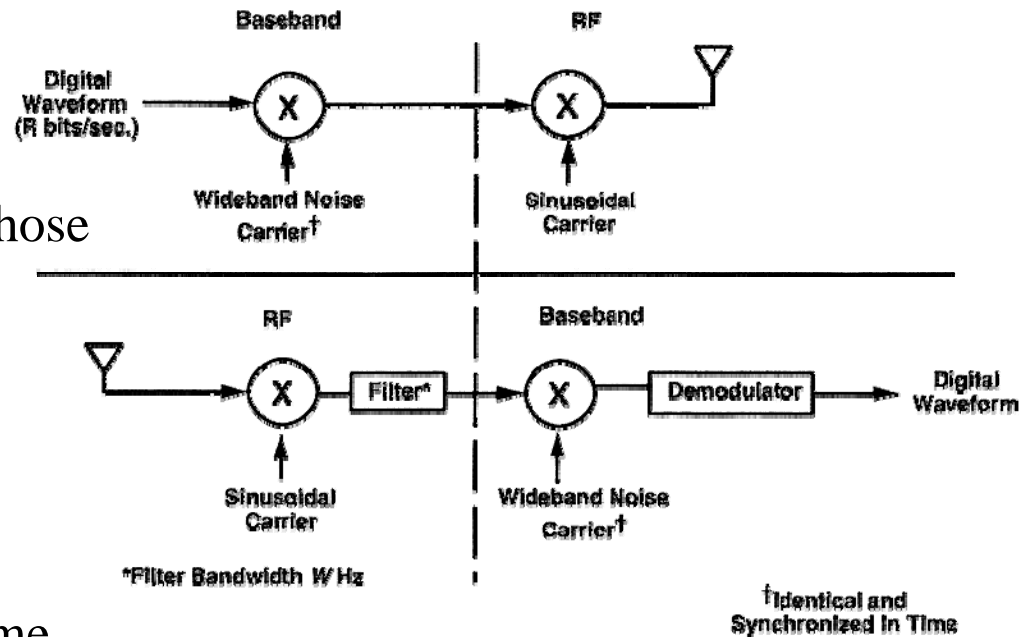 Baseband
RF
Digital
Waveform
(R bits/sec.)
X
X
Wideband Noise
Carrier†
Sinusoidal
Carrier
hose
RF
Baseband
X
Filter*
X
Demodulator
Digital
Waveform
Sinusoidal
Carrier
Wideband Noise
Carrier†
*Filter Bandwidth W Hz
†Identical and
Synchronized in Time
me